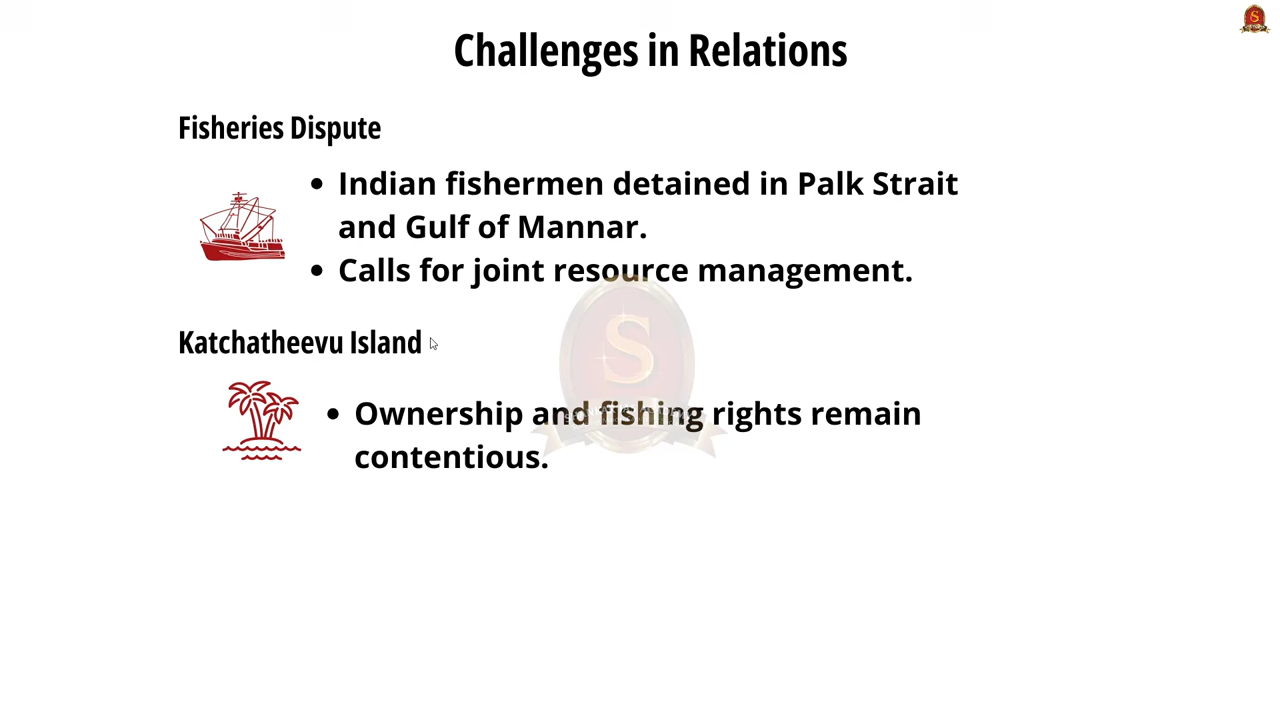 Challenges in Relations
Fisheries Dispute
• Indian fishermen detained in Palk Strait
and Gulf of Mannar.
• Calls for joint resource management.
Katchatheevu Island
• Ownership and fishing rights remain
contentious.
S